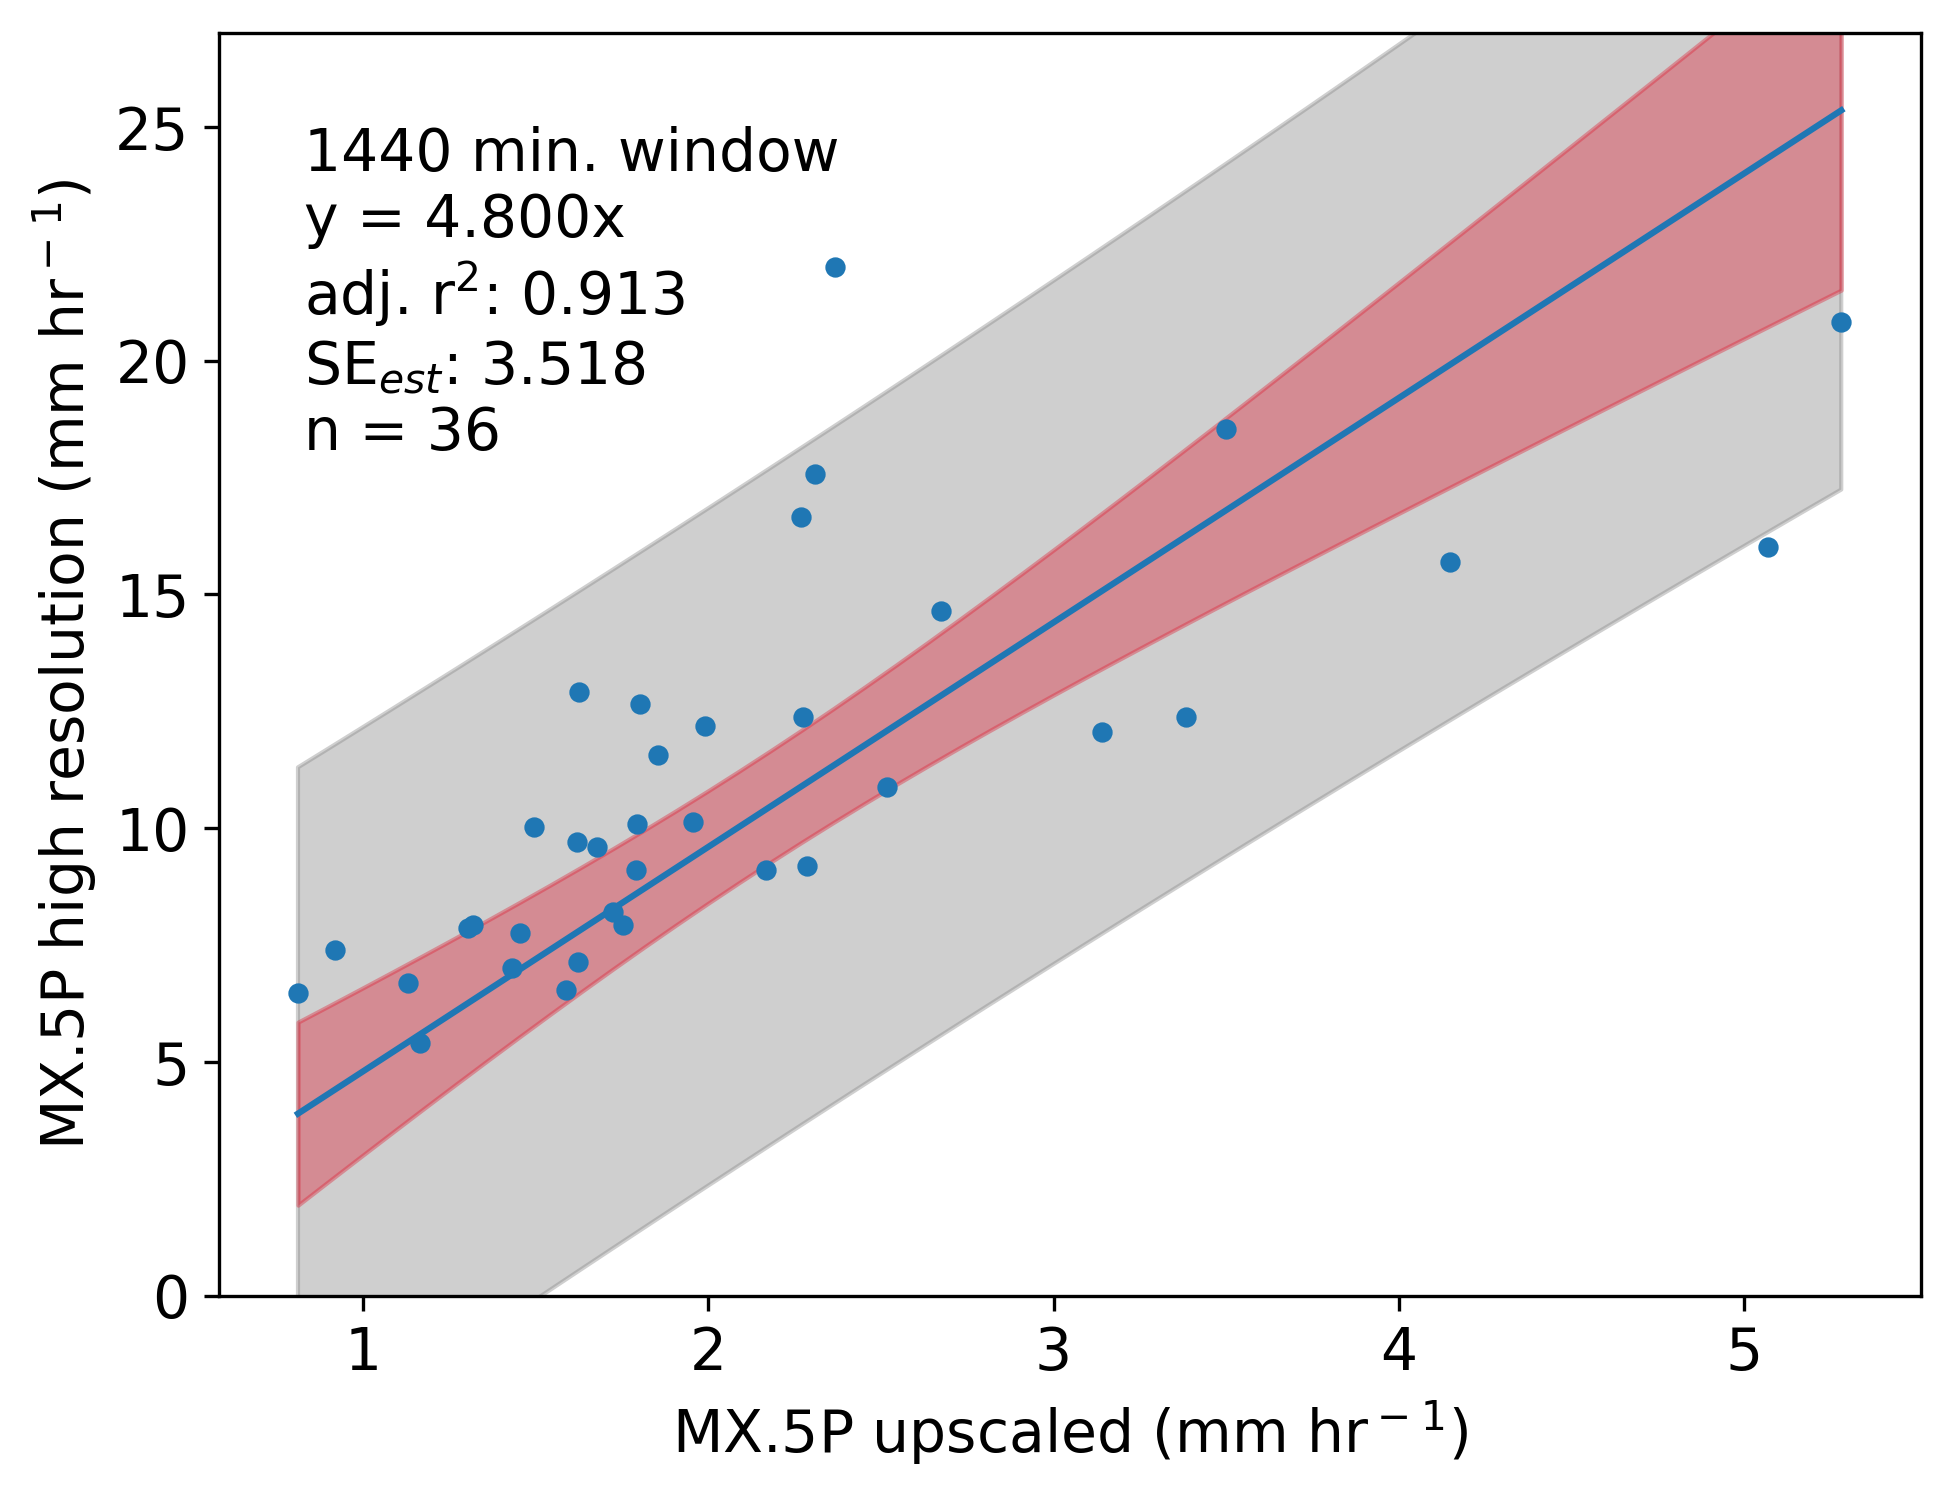 1440 min. window
y = 4.800x
adj. r²: 0.913
SE_est: 3.518
n = 36
25
20
15
10
5
0
1 2 3 4 5
MX.5P high resolution (mm hr⁻¹)
MX.5P upscaled (mm hr⁻¹)